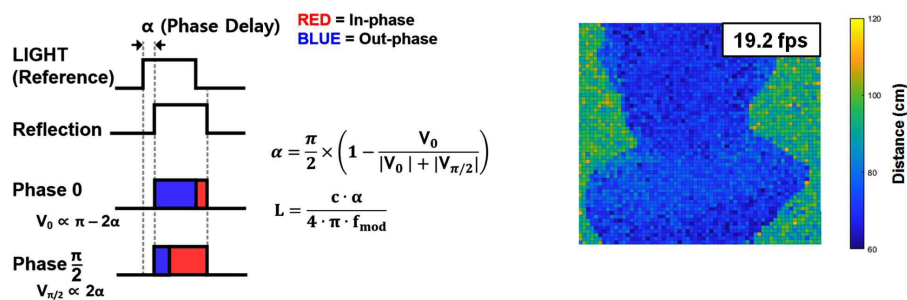 α (Phase Delay)
RED = In-phase
BLUE = Out-phase
LIGHT
(Reference)
Reflection
Phase 0
V₀ ∝ π − 2α
Phase π/2
V_π/2 ∝ 2α
α = π/2 × (1 − V₀/(|V₀| + |V_π/2|))
L = c · α/(4 · π · f_mod)
19.2 fps
120
100
80
60
Distance (cm)